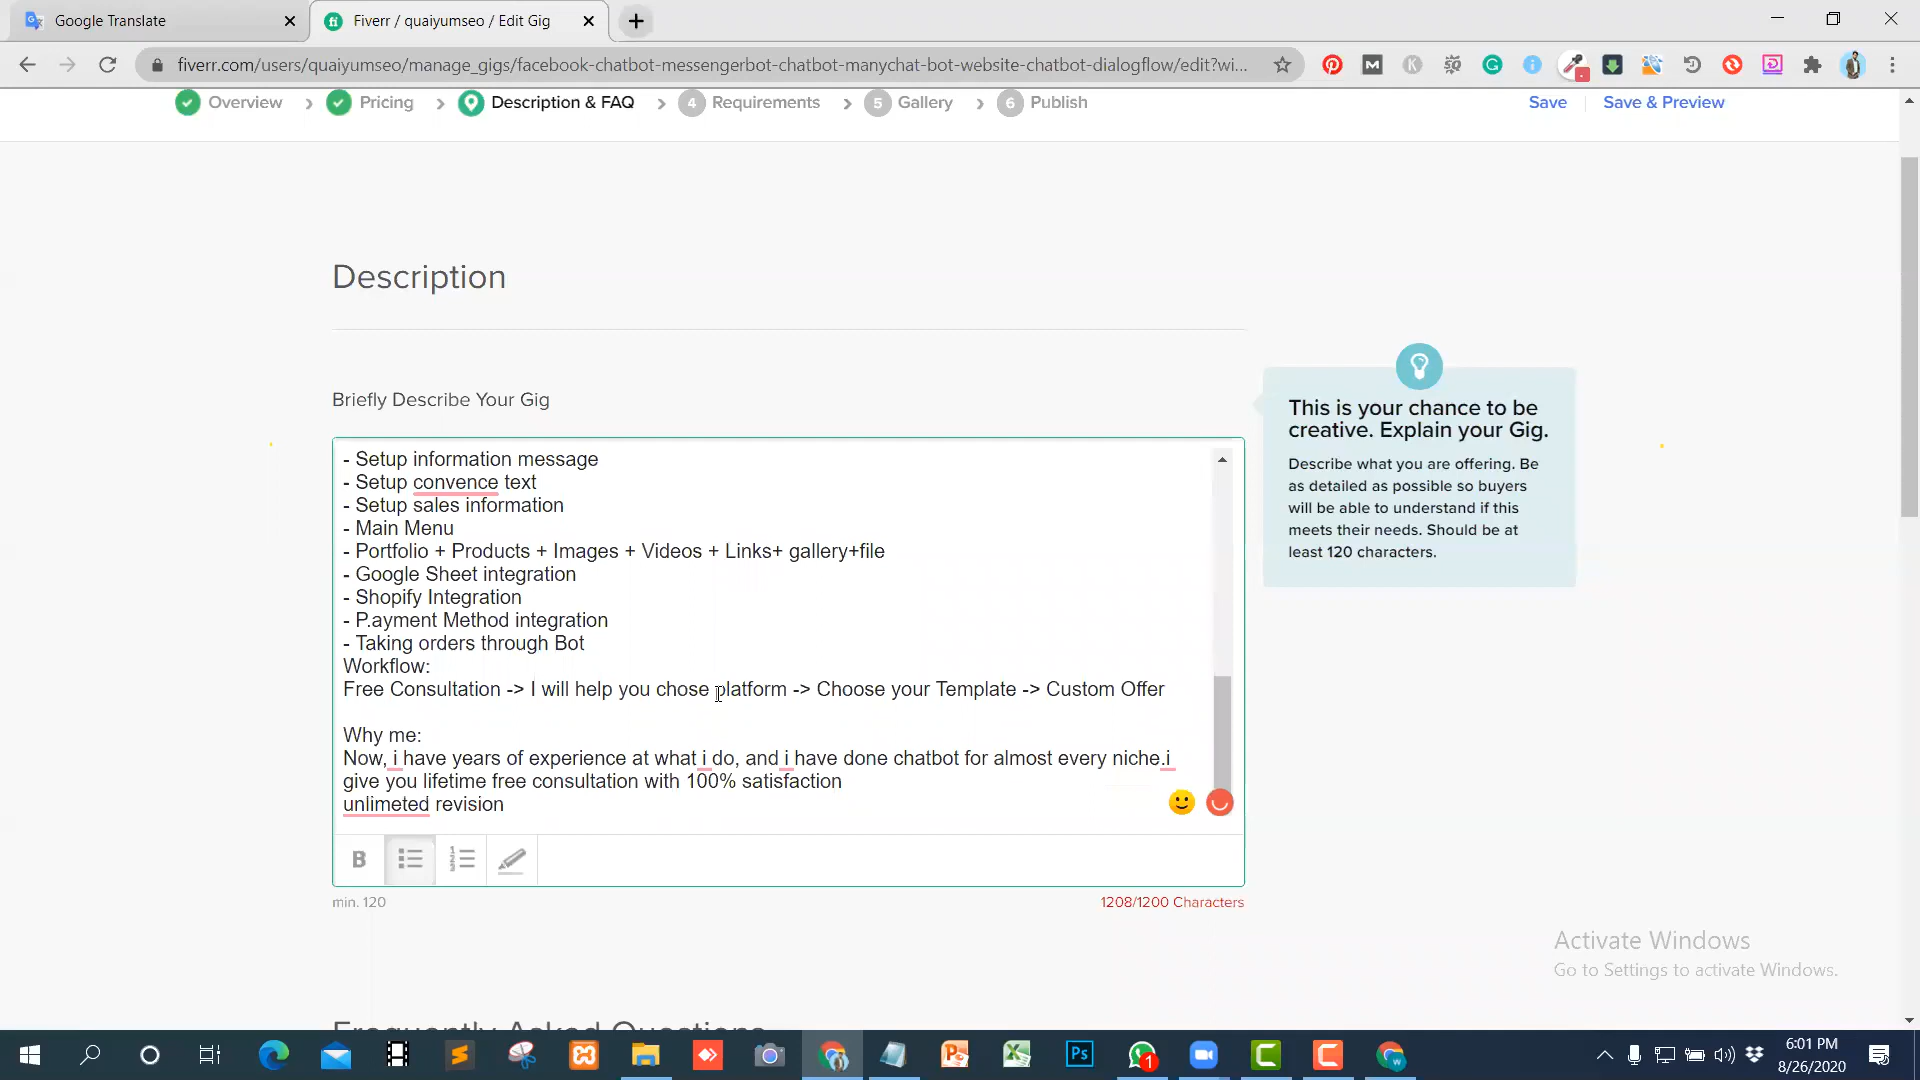 Google Translate
Fiverr / quaiyumseo / Edit Gig
fiverr.com/users/quaiyumseo/manage_gigs/facebook-chatbot-messengerbot-chatbot-manychat-bot-website-chatbot-dialogflow/edit?wi...
Overview
Pricing
Description & FAQ
4 Requirements
5 Gallery
6 Publish
Save
Save & Preview
Description
Briefly Describe Your Gig
- Setup information message
- Setup convence text
- Setup sales information
- Main Menu
- Portfolio + Products + Images + Videos + Links+ gallery+file
- Google Sheet integration
- Shopify Integration
- P.ayment Method integration
- Taking orders through Bot
Workflow:
Free Consultation -> I will help you chose platform -> Choose your Template -> Custom Offer
Why me:
Now, i have years of experience at what i do, and i have done chatbot for almost every niche.i
give you lifetime free consultation with 100% satisfaction
unlimeted revision
B
min. 120
1208/1200 Characters
This is your chance to be
creative. Explain your Gig.
Describe what you are offering. Be
as detailed as possible so buyers
will be able to understand if this
meets their needs. Should be at
least 120 characters.
Frequently Asked Questions
Activate Windows
Go to Settings to activate Windows.
6:01 PM
8/26/2020